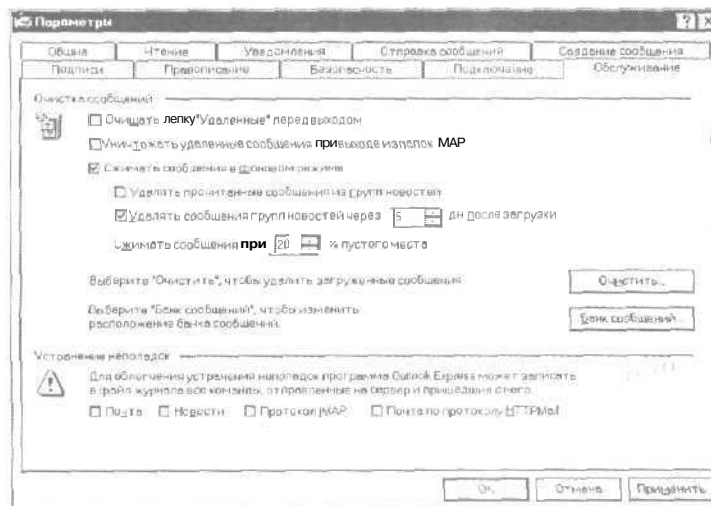 Параметры
Общие Чтение Уведомления Отправка сообщений Создание сообщения
Подписи Правописание Безопасность Подключение Обслуживание
Очистка сообщений
Очищать лепку "Удаленные" перед выходом
Уничтожать удаленные сообщения при выходе из папок MAP
Сжимать сообщения в фоновом режиме
Удалять прочитанные сообщения из групп новостей
Удалять сообщения групп новостей через 5 дн после загрузки
Сжимать сообщения при 20 % пустого места
Выберите "Очистить", чтобы удалить загруженные сообщения. Очистить...
Выберите "Банк сообщений", чтобы изменить
расположение банка сообщений. Банк сообщений...
Устранение неполадок
Для облегчения устранения неполадок программа Outlook Express может записать
в файл журнала все команды, отправленные на сервер и пришедшие с него.
Почта Новости Протокол IMAP Почта по протоколу HTTPMail
Ок Отмена Применить